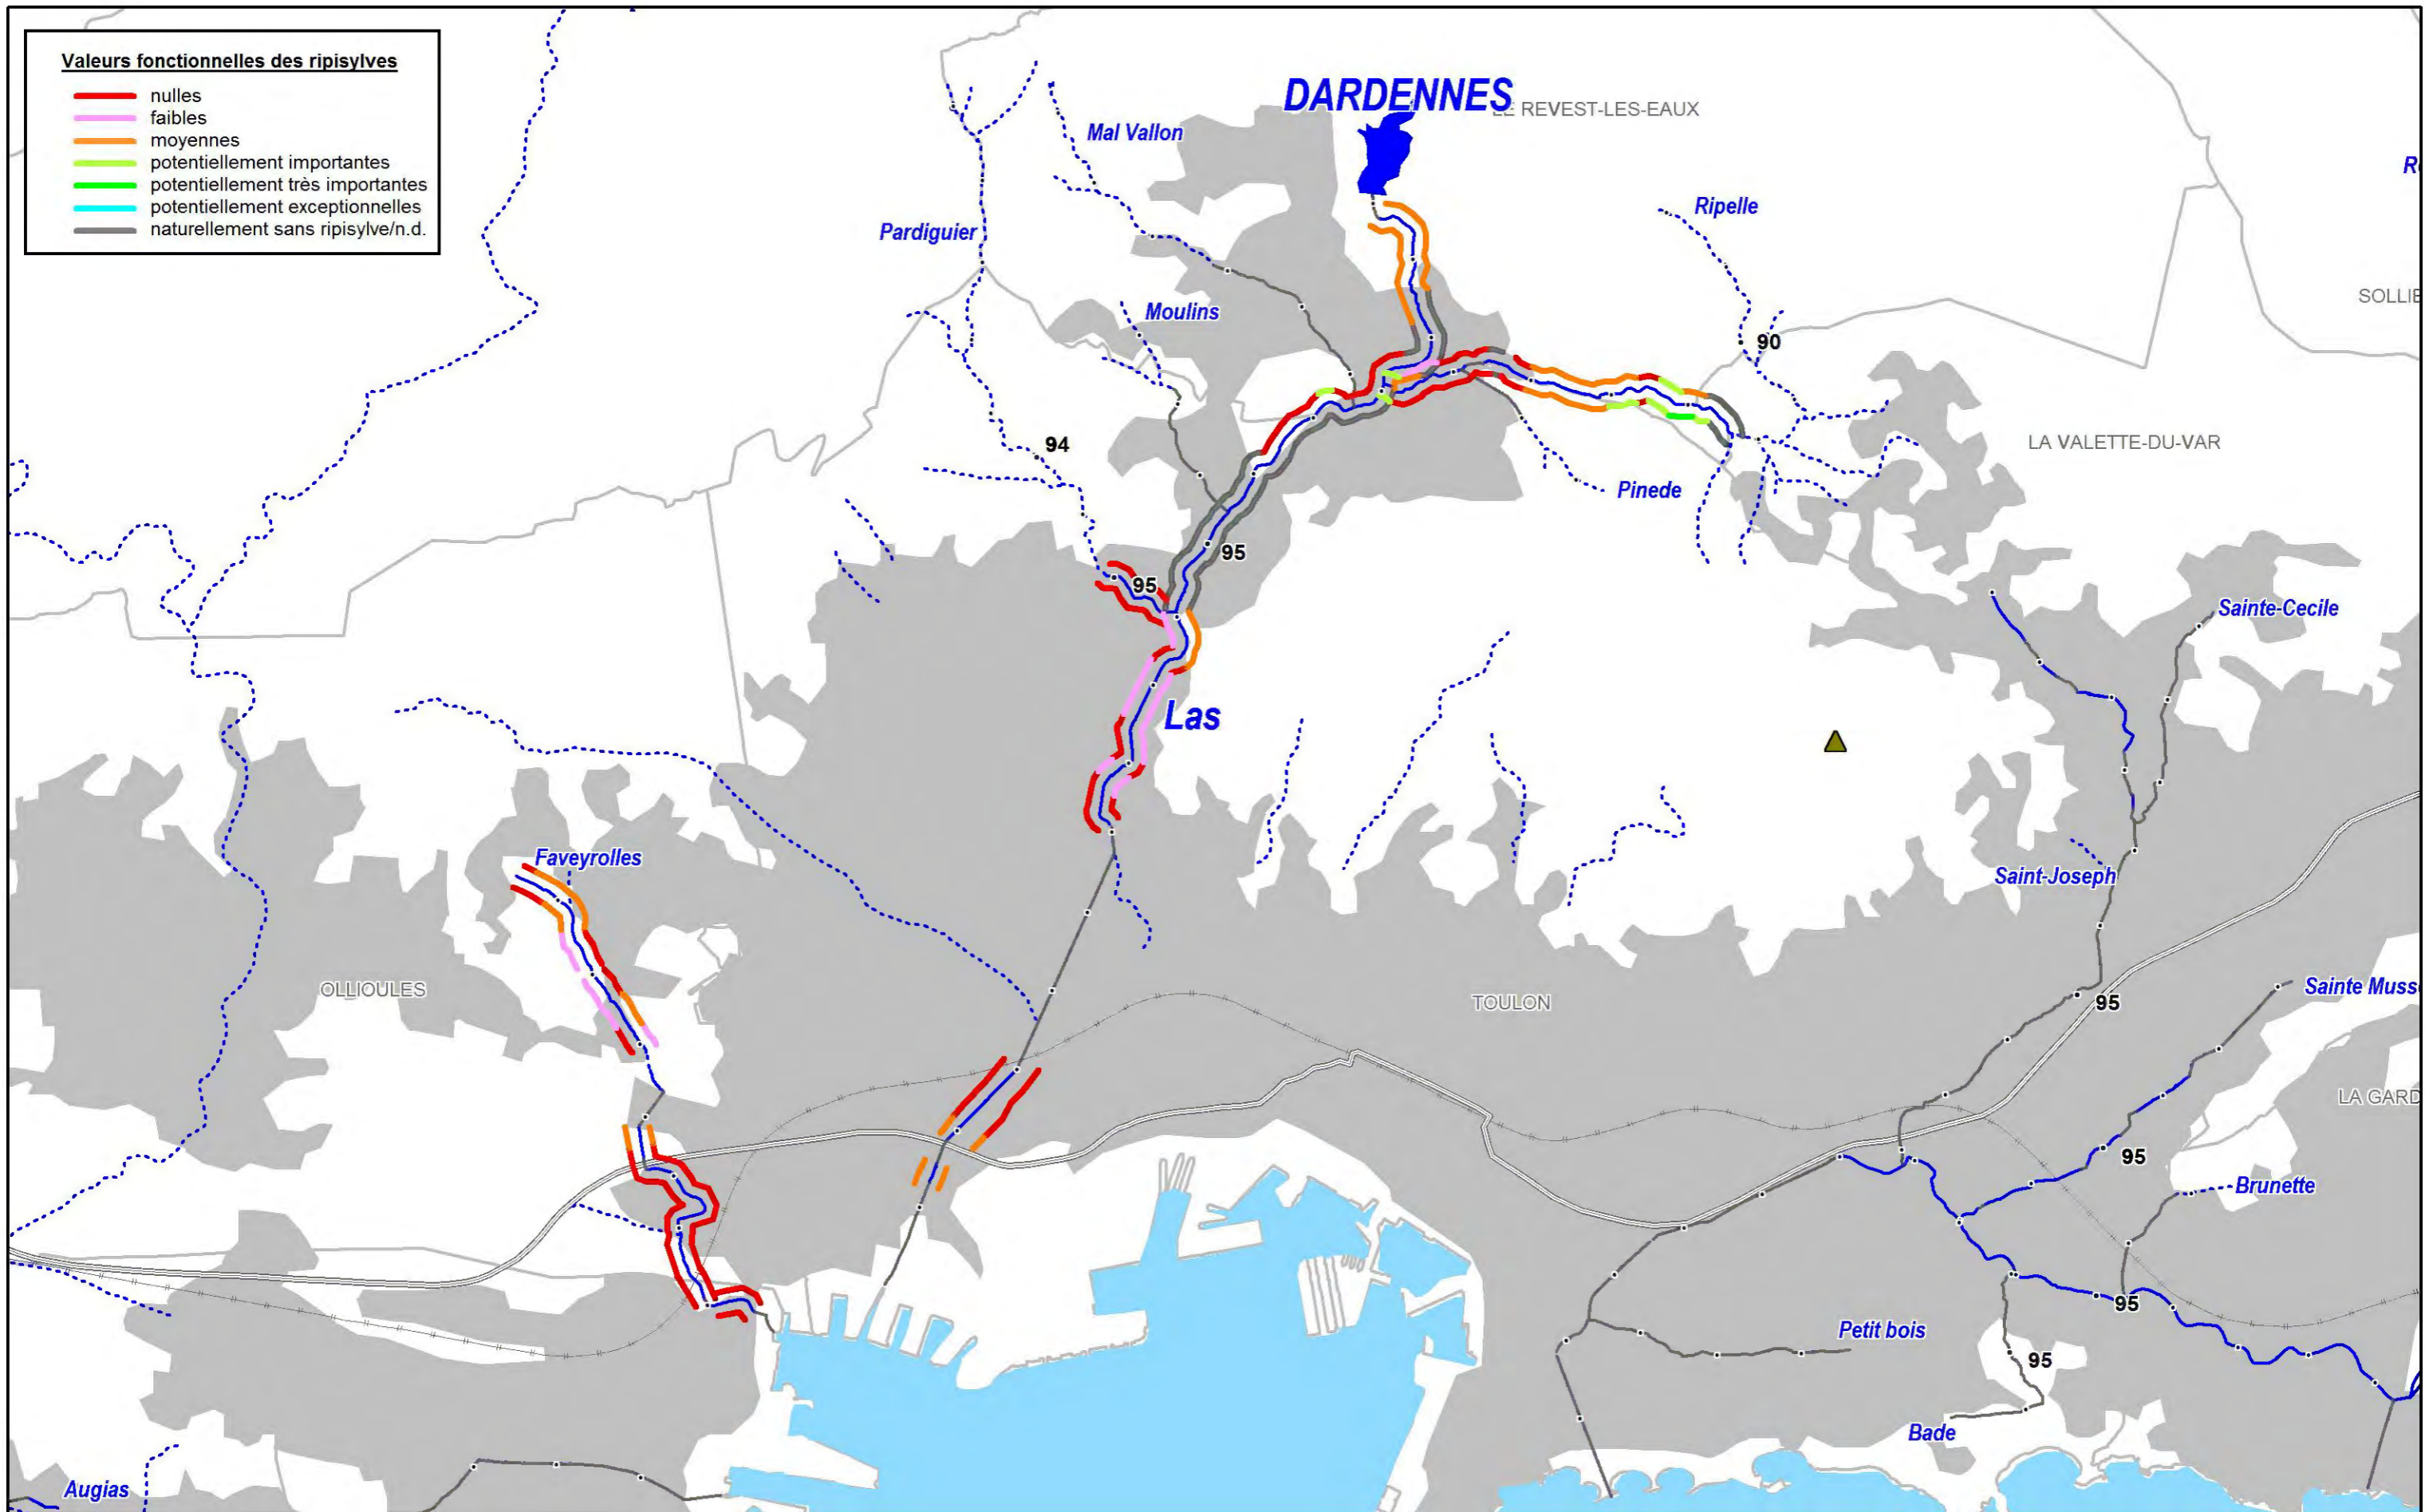 Valeurs fonctionnelles des ripisylves
nulles
faibles
moyennes
potentiellement importantes
potentiellement très importantes
potentiellement exceptionnelles
naturellement sans ripisylve/n.d.
DARDENNES
LE REVEST-LES-EAUX
Mal Vallon
R
Ripelle
Pardiguier
SOLLIE
Moulins
90
LA VALETTE-DU-VAR
94
Pinede
95
95
Sainte-Cecile
Las
Faveyrolles
Saint-Joseph
OLLIOULES
Sainte Muss
TOULON
95
LA GARD
95
Brunette
95
Petit bois
95
Bade
Augias